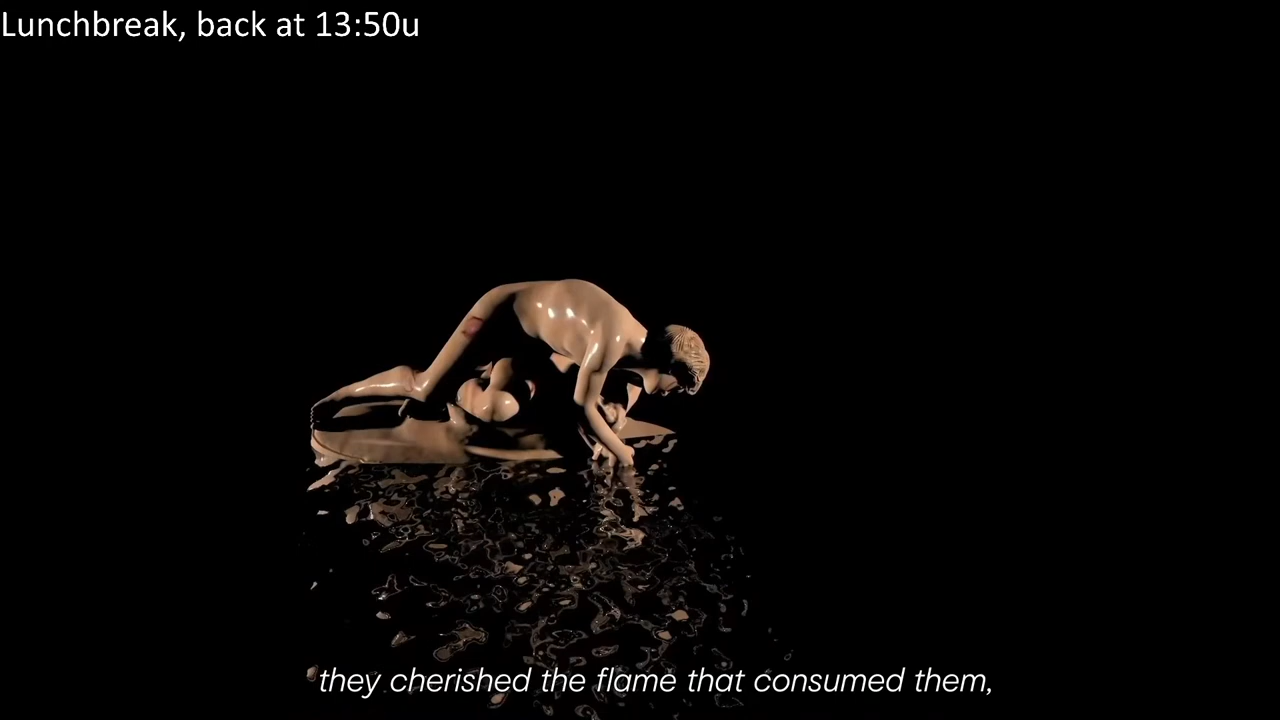 Lunchbreak, back at 13:50u
they cherished the flame that consumed them,